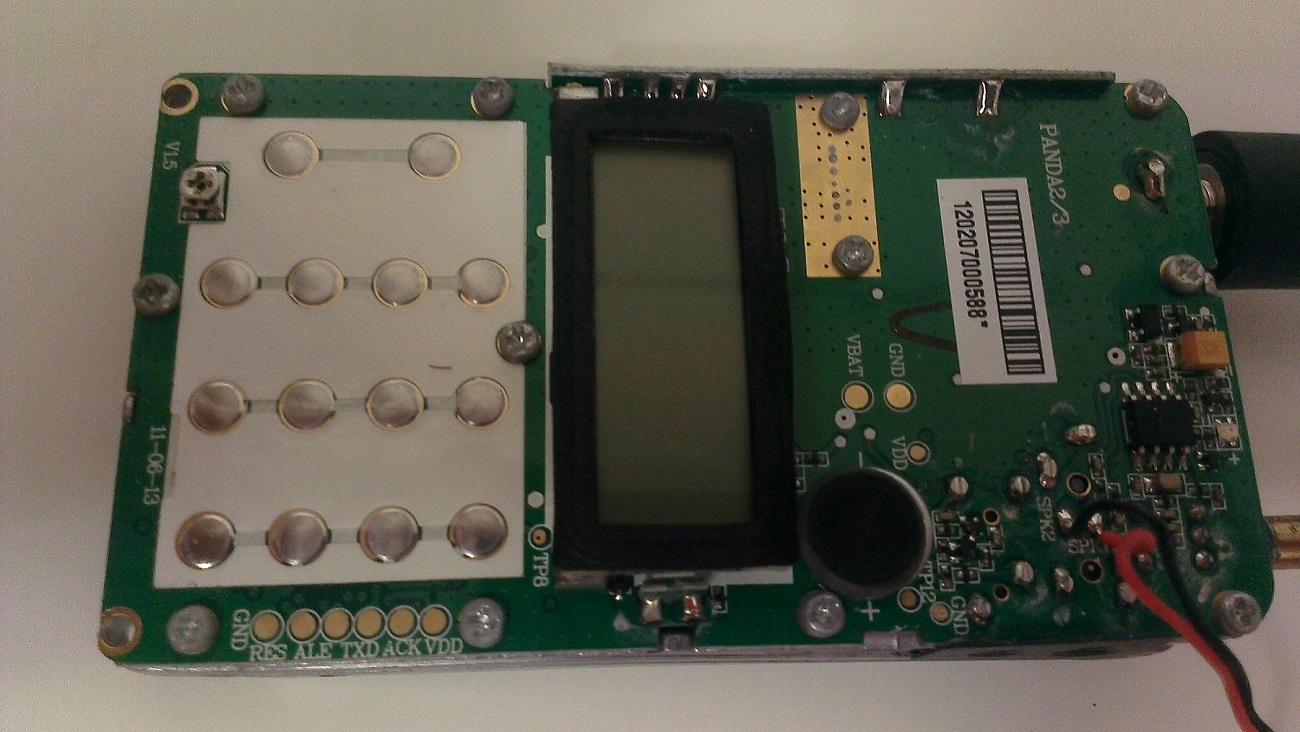 V1.5
PANDA2/3
120207000588*
VBAT
GND
VDD
11-06-13
SPK2
TP8
TP12
GND
GND
RES ALE TXD ACK VDD
+
+